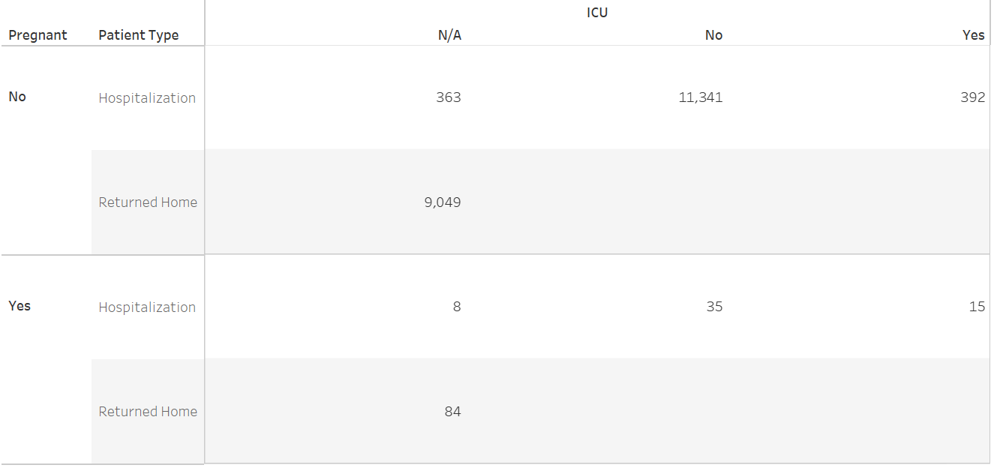 ICU
Pregnant Patient Type N/A No Yes
No Hospitalization 363 11,341 392
Returned Home 9,049
Yes Hospitalization 8 35 15
Returned Home 84